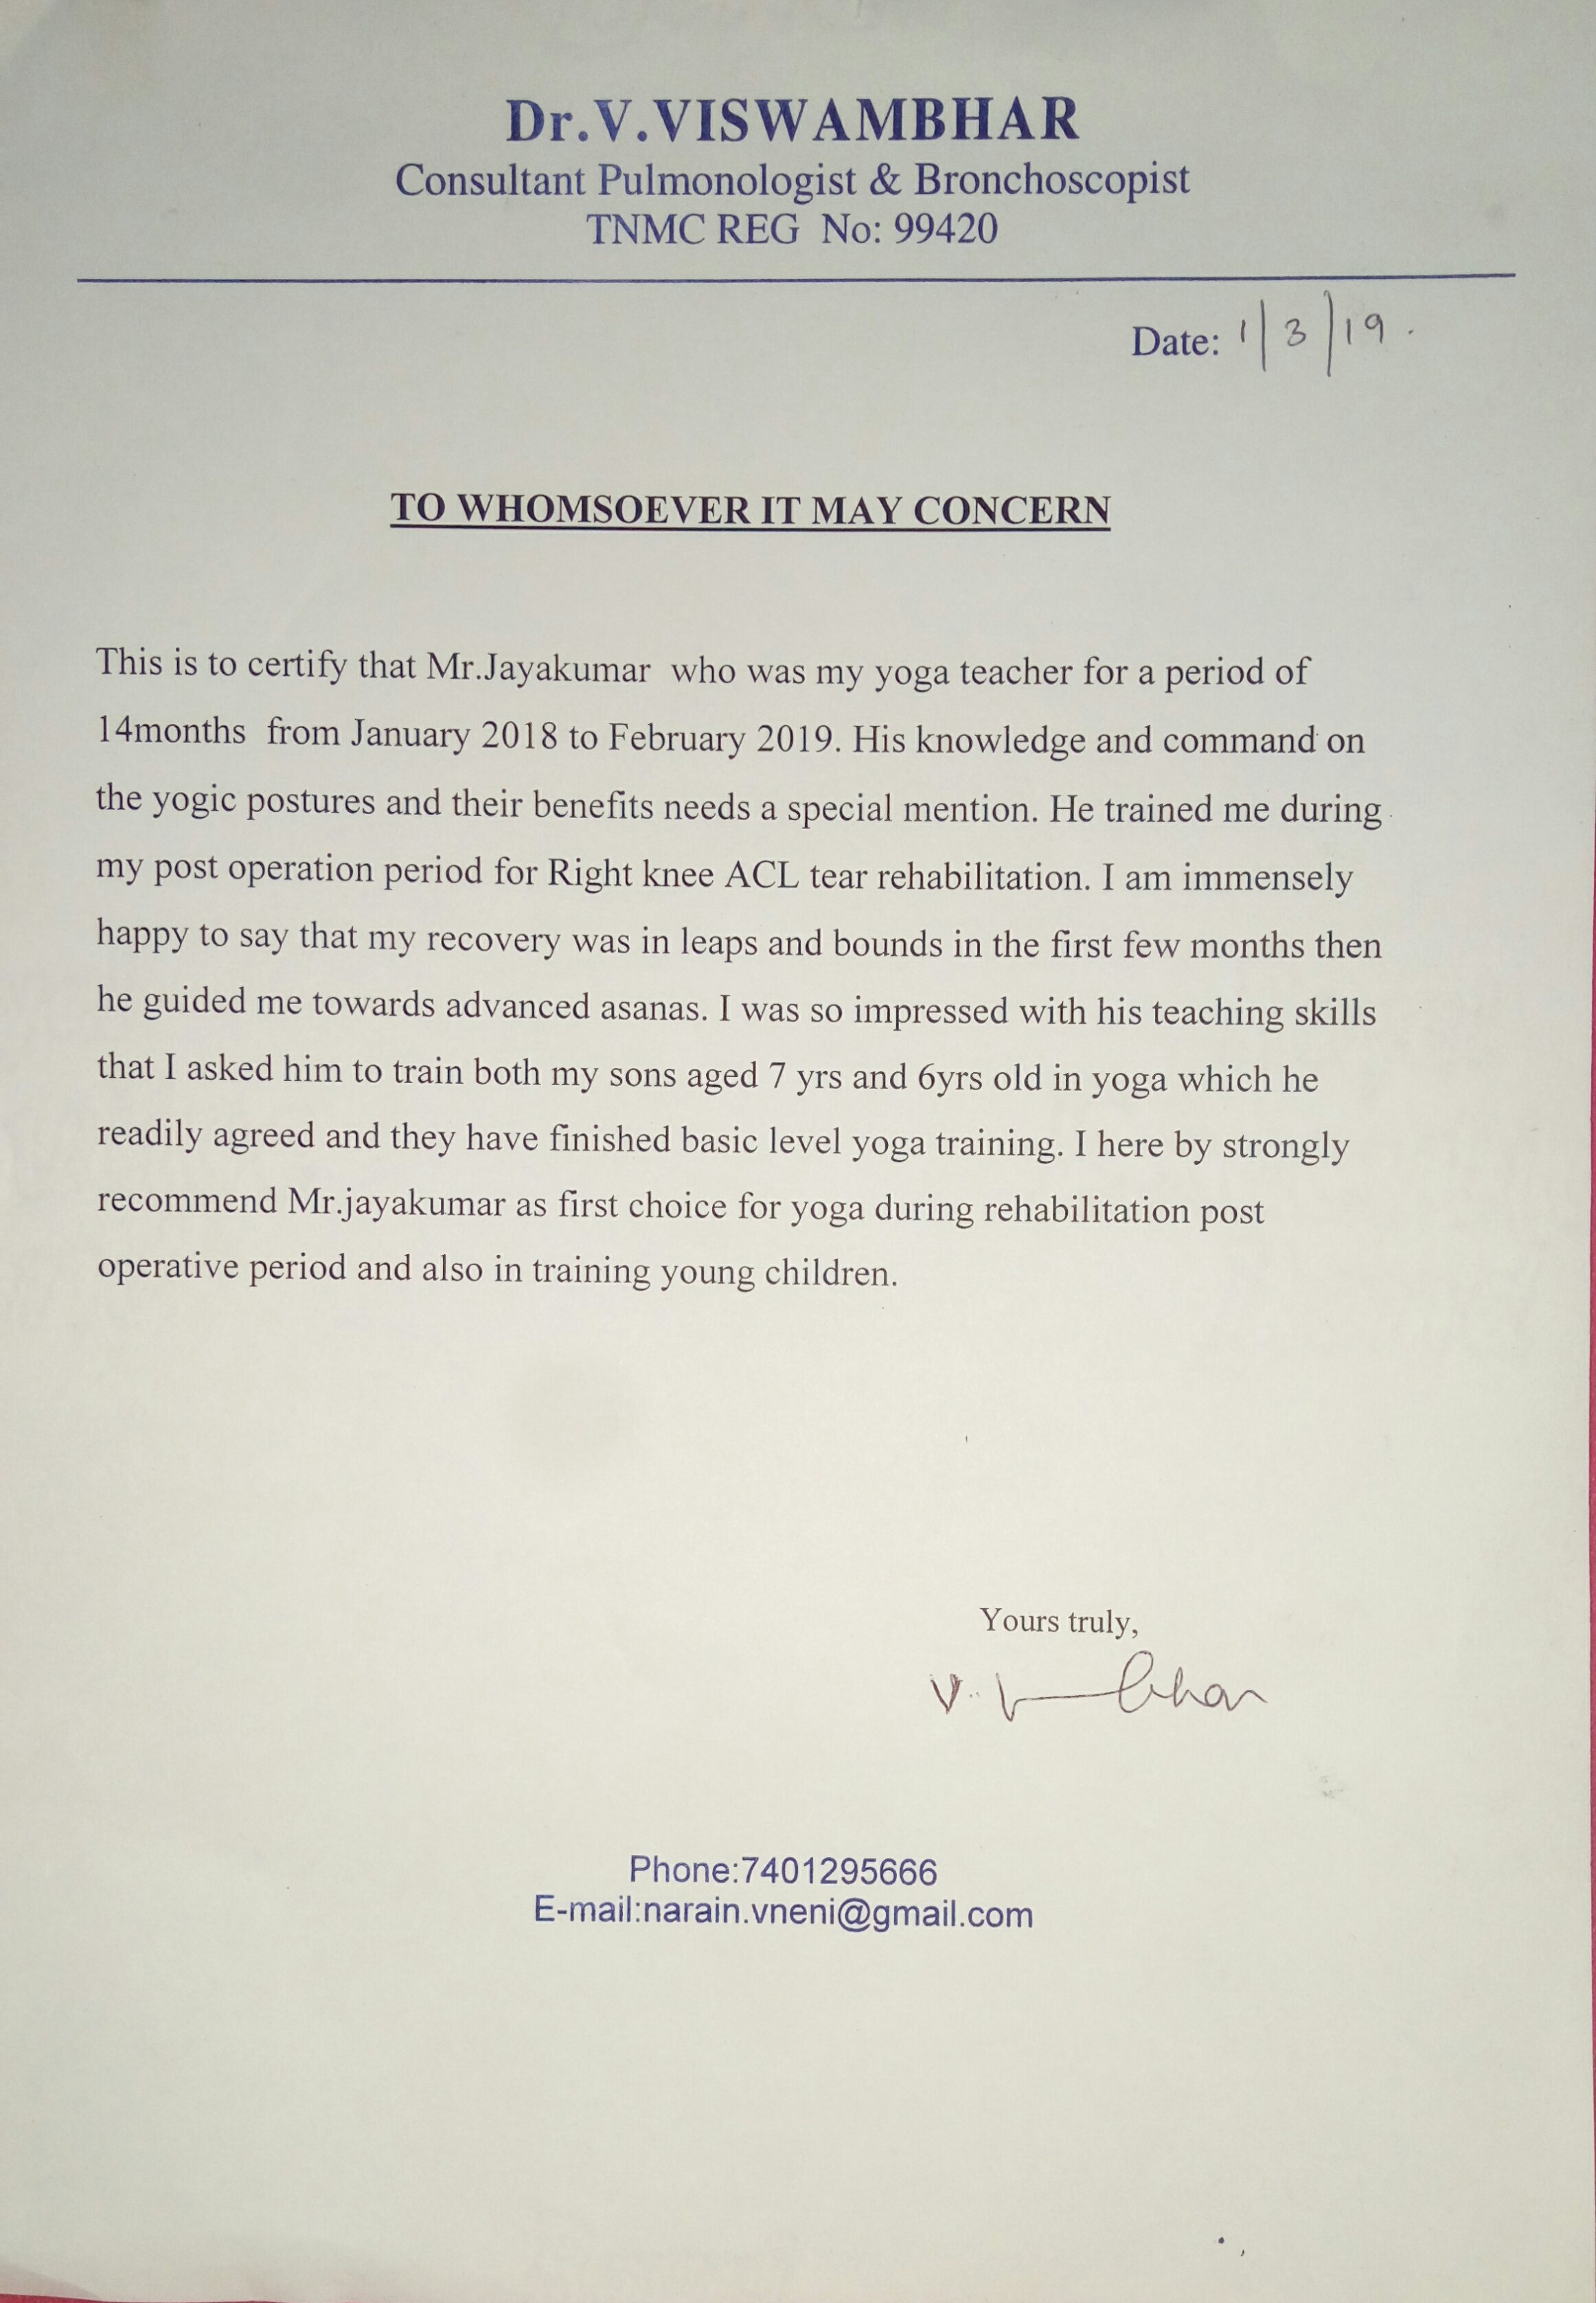 Dr.V.VISWAMBHAR
Consultant Pulmonologist & Bronchoscopist
TNMC REG No: 99420
Date: 1/3/19.
TO WHOMSOEVER IT MAY CONCERN
This is to certify that Mr.Jayakumar who was my yoga teacher for a period of
14months from January 2018 to February 2019. His knowledge and command on
the yogic postures and their benefits needs a special mention. He trained me during
my post operation period for Right knee ACL tear rehabilitation. I am immensely
happy to say that my recovery was in leaps and bounds in the first few months then
he guided me towards advanced asanas. I was so impressed with his teaching skills
that I asked him to train both my sons aged 7 yrs and 6yrs old in yoga which he
readily agreed and they have finished basic level yoga training. I here by strongly
recommend Mr.jayakumar as first choice for yoga during rehabilitation post
operative period and also in training young children.
Yours truly,
Phone:7401295666
E-mail:narain.vneni@gmail.com